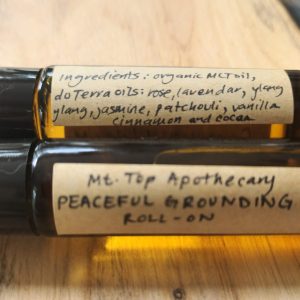 Ingredients: organic MCT oil,
doTerra oils: rose, lavendar, ylang
ylang, jasmine, patchouli, vanilla
cinnamon and cocoa
Mt. Top Apothecary
PEACEFUL GROUNDING
ROLL-ON